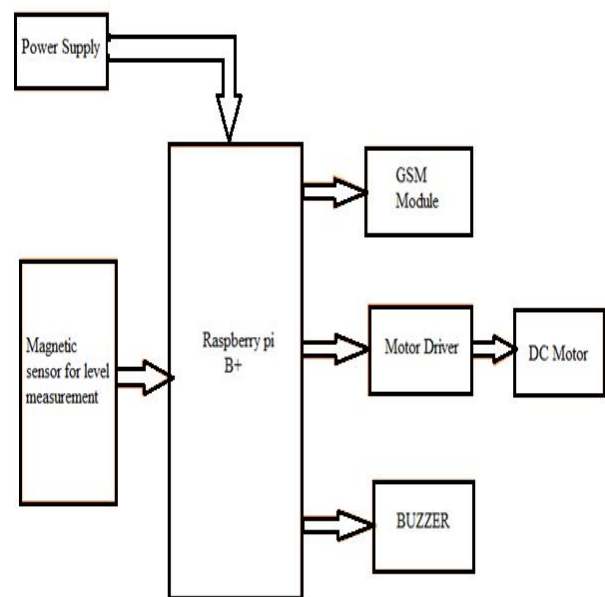 Power Supply
GSM
Module
Magnetic
sensor for level
measurement
Raspberry pi
B+
Motor Driver
DC Motor
BUZZER